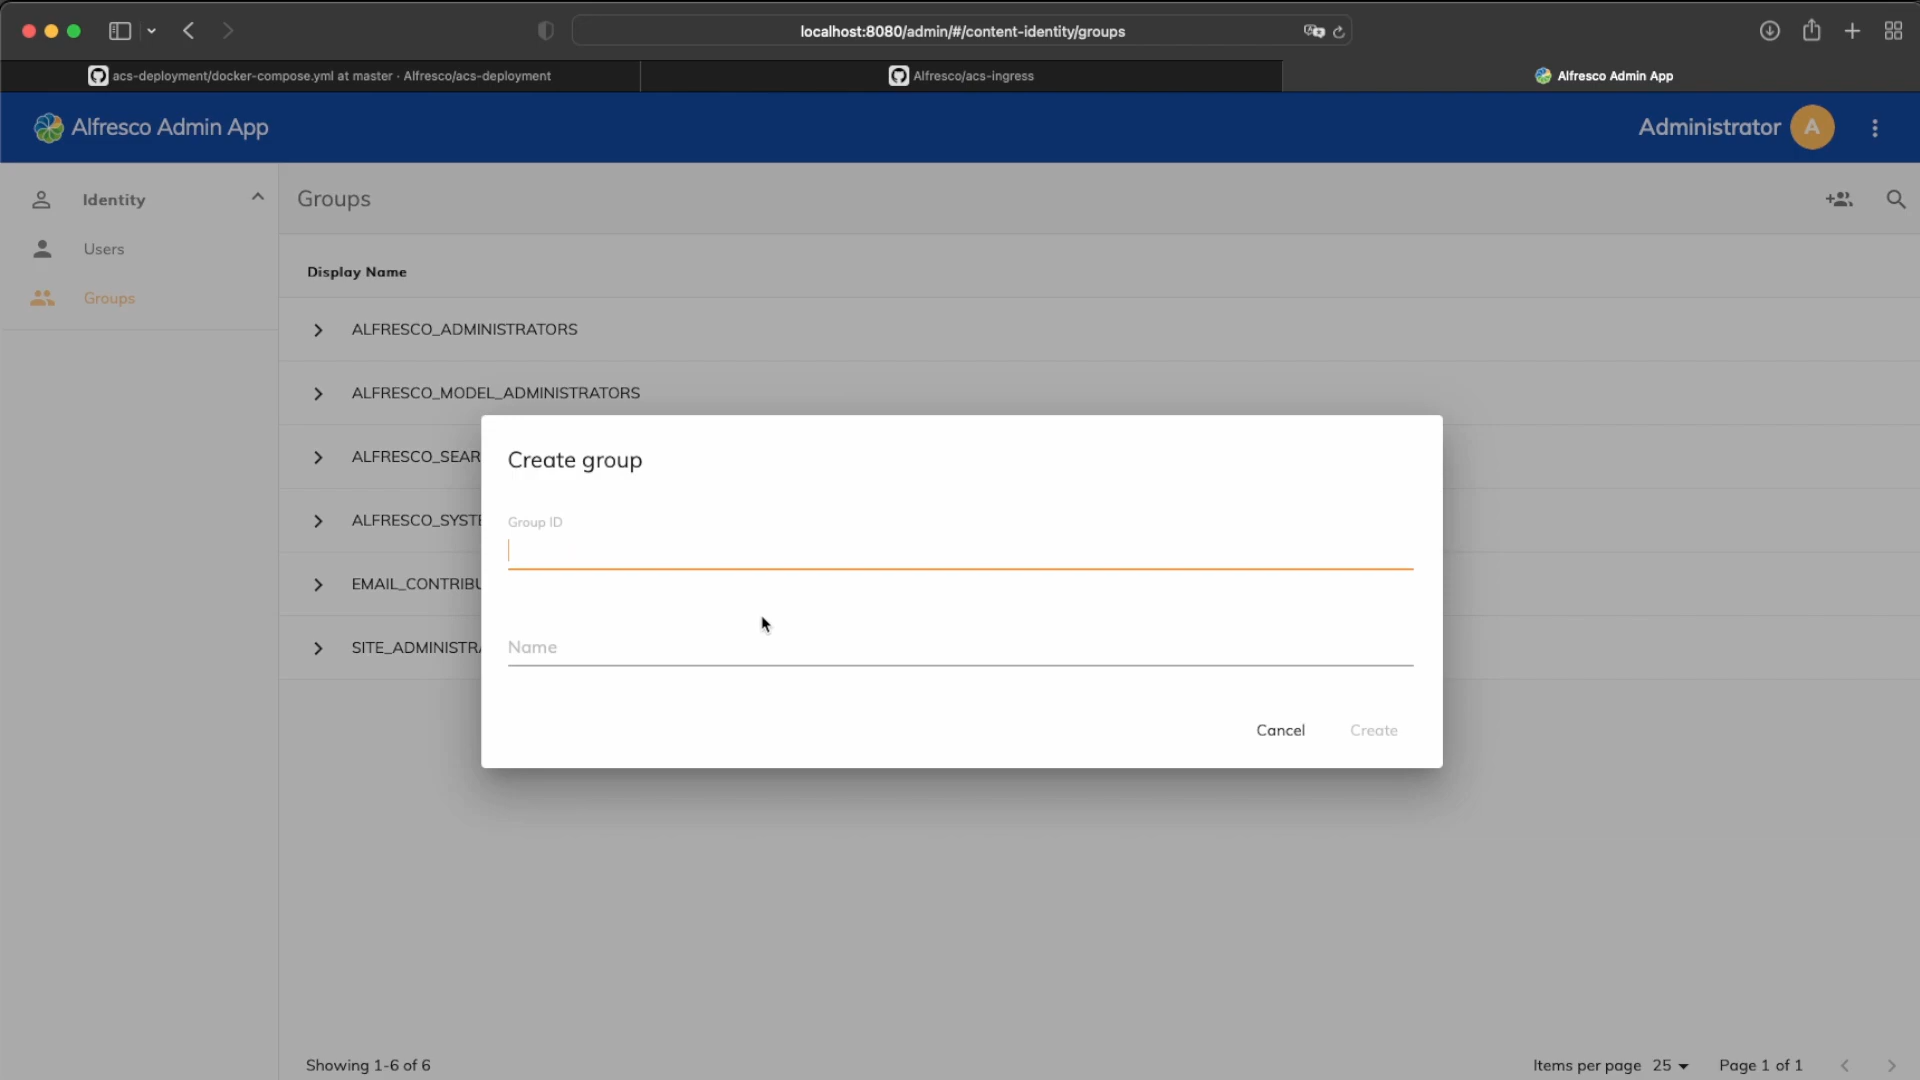 localhost:8080/admin/#/content-identity/groups
acs-deployment/docker-compose.yml at master · Alfresco/acs-deployment
Alfresco/acs-ingress
Alfresco Admin App
Alfresco Admin App
Administrator
A
Identity
Users
Groups
Groups
Display Name
ALFRESCO_ADMINISTRATORS
ALFRESCO_MODEL_ADMINISTRATORS
ALFRESCO_SEAR
ALFRESCO_SYSTE
EMAIL_CONTRIBU
SITE_ADMINISTRA
Create group
Group ID
Name
Cancel
Create
Showing 1-6 of 6
Items per page 25
Page 1 of 1